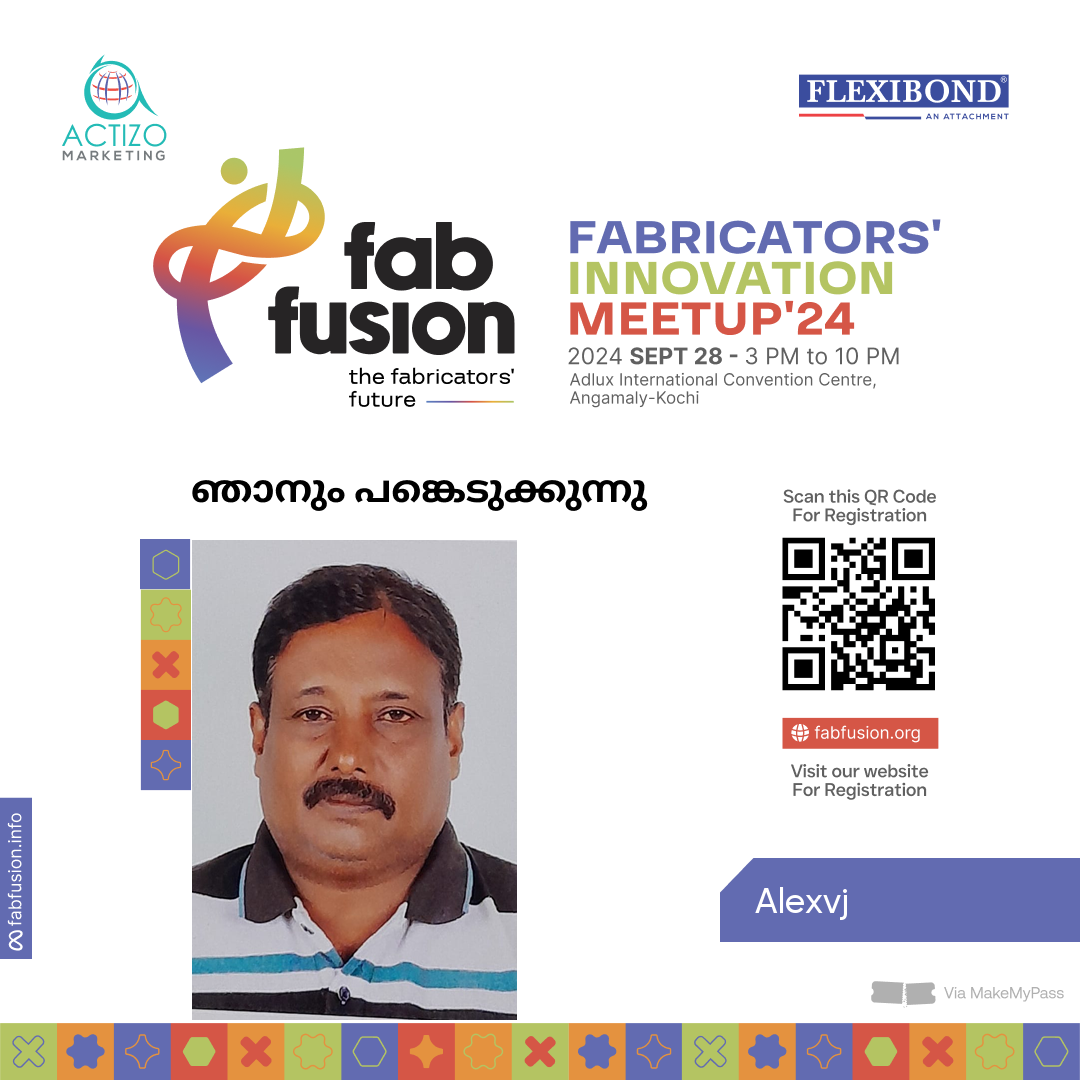 ACTIZO
MARKETING
FLEXIBOND®
AN ATTACHMENT
fab
fusion
the fabricators'
future
FABRICATORS'
INNOVATION
MEETUP'24
2024 SEPT 28 - 3 PM to 10 PM
Adlux International Convention Centre,
Angamaly-Kochi
ഞാനും പങ്കെടുക്കുന്നു
Scan this QR Code
For Registration
fabfusion.org
Visit our website
For Registration
fabfusion.info
Alexvj
Via MakeMyPass